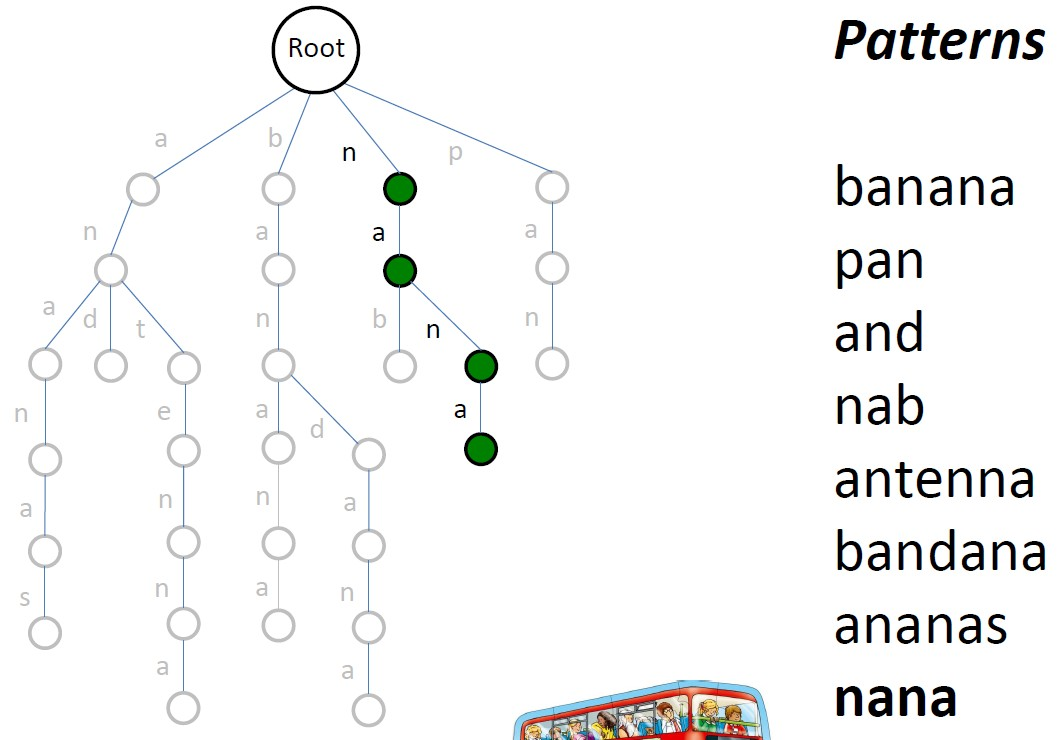 Root
Patterns
a b n p
banana
n a a a
pan
a d t n b n n
and
n e a d a
nab
a n n a
antenna
bandana
s n a n
ananas
a a
nana